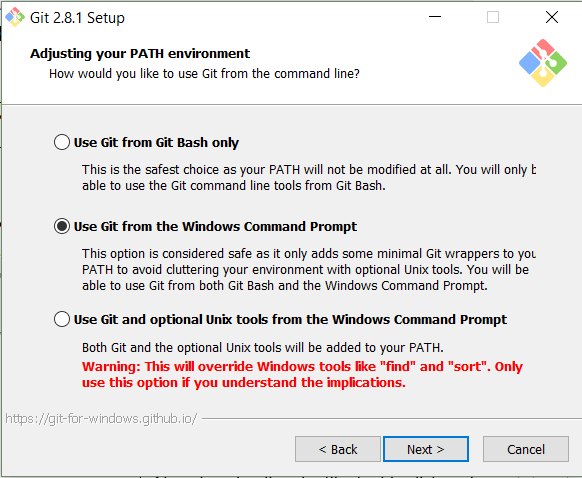 Git 2.8.1 Setup
Adjusting your PATH environment
How would you like to use Git from the command line?
Use Git from Git Bash only
This is the safest choice as your PATH will not be modified at all. You will only
able to use the Git command line tools from Git Bash.
Use Git from the Windows Command Prompt
This option is considered safe as it only adds some minimal Git wrappers to you
PATH to avoid cluttering your environment with optional Unix tools. You will be
able to use Git from both Git Bash and the Windows Command Prompt.
Use Git and optional Unix tools from the Windows Command Prompt
Both Git and the optional Unix tools will be added to your PATH.
Warning: This will override Windows tools like "find" and "sort". Only
use this option if you understand the implications.
https://git-for-windows.github.io/
< Back
Next >
Cancel